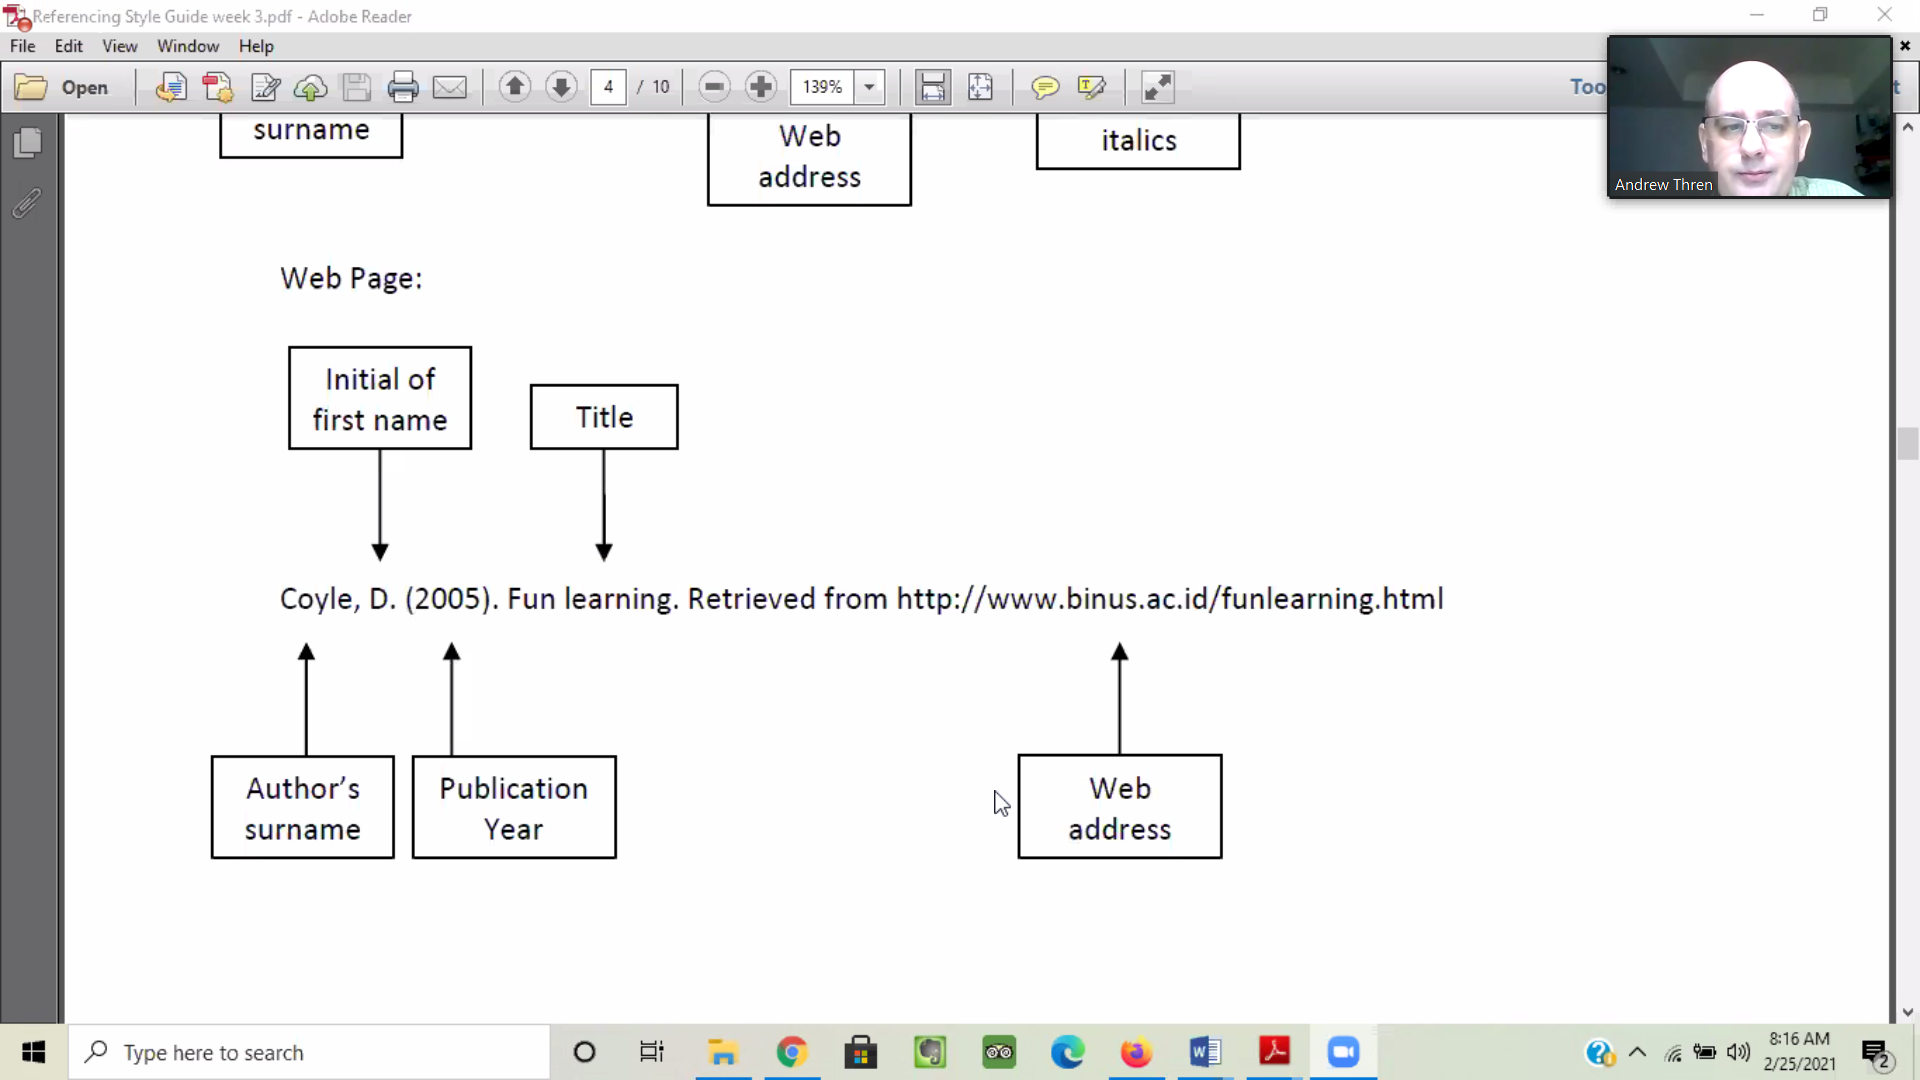 Referencing Style Guide week 3.pdf - Adobe Reader
File Edit View Window Help
Open 4 / 10 139% Too t
Andrew Thren
surname
Web
address
italics
Web Page:
Initial of
first name
Title
Coyle, D. (2005). Fun learning. Retrieved from http://www.binus.ac.id/funlearning.html
Author’s
surname
Publication
Year
Web
address
Type here to search
8:16 AM
2/25/2021
2